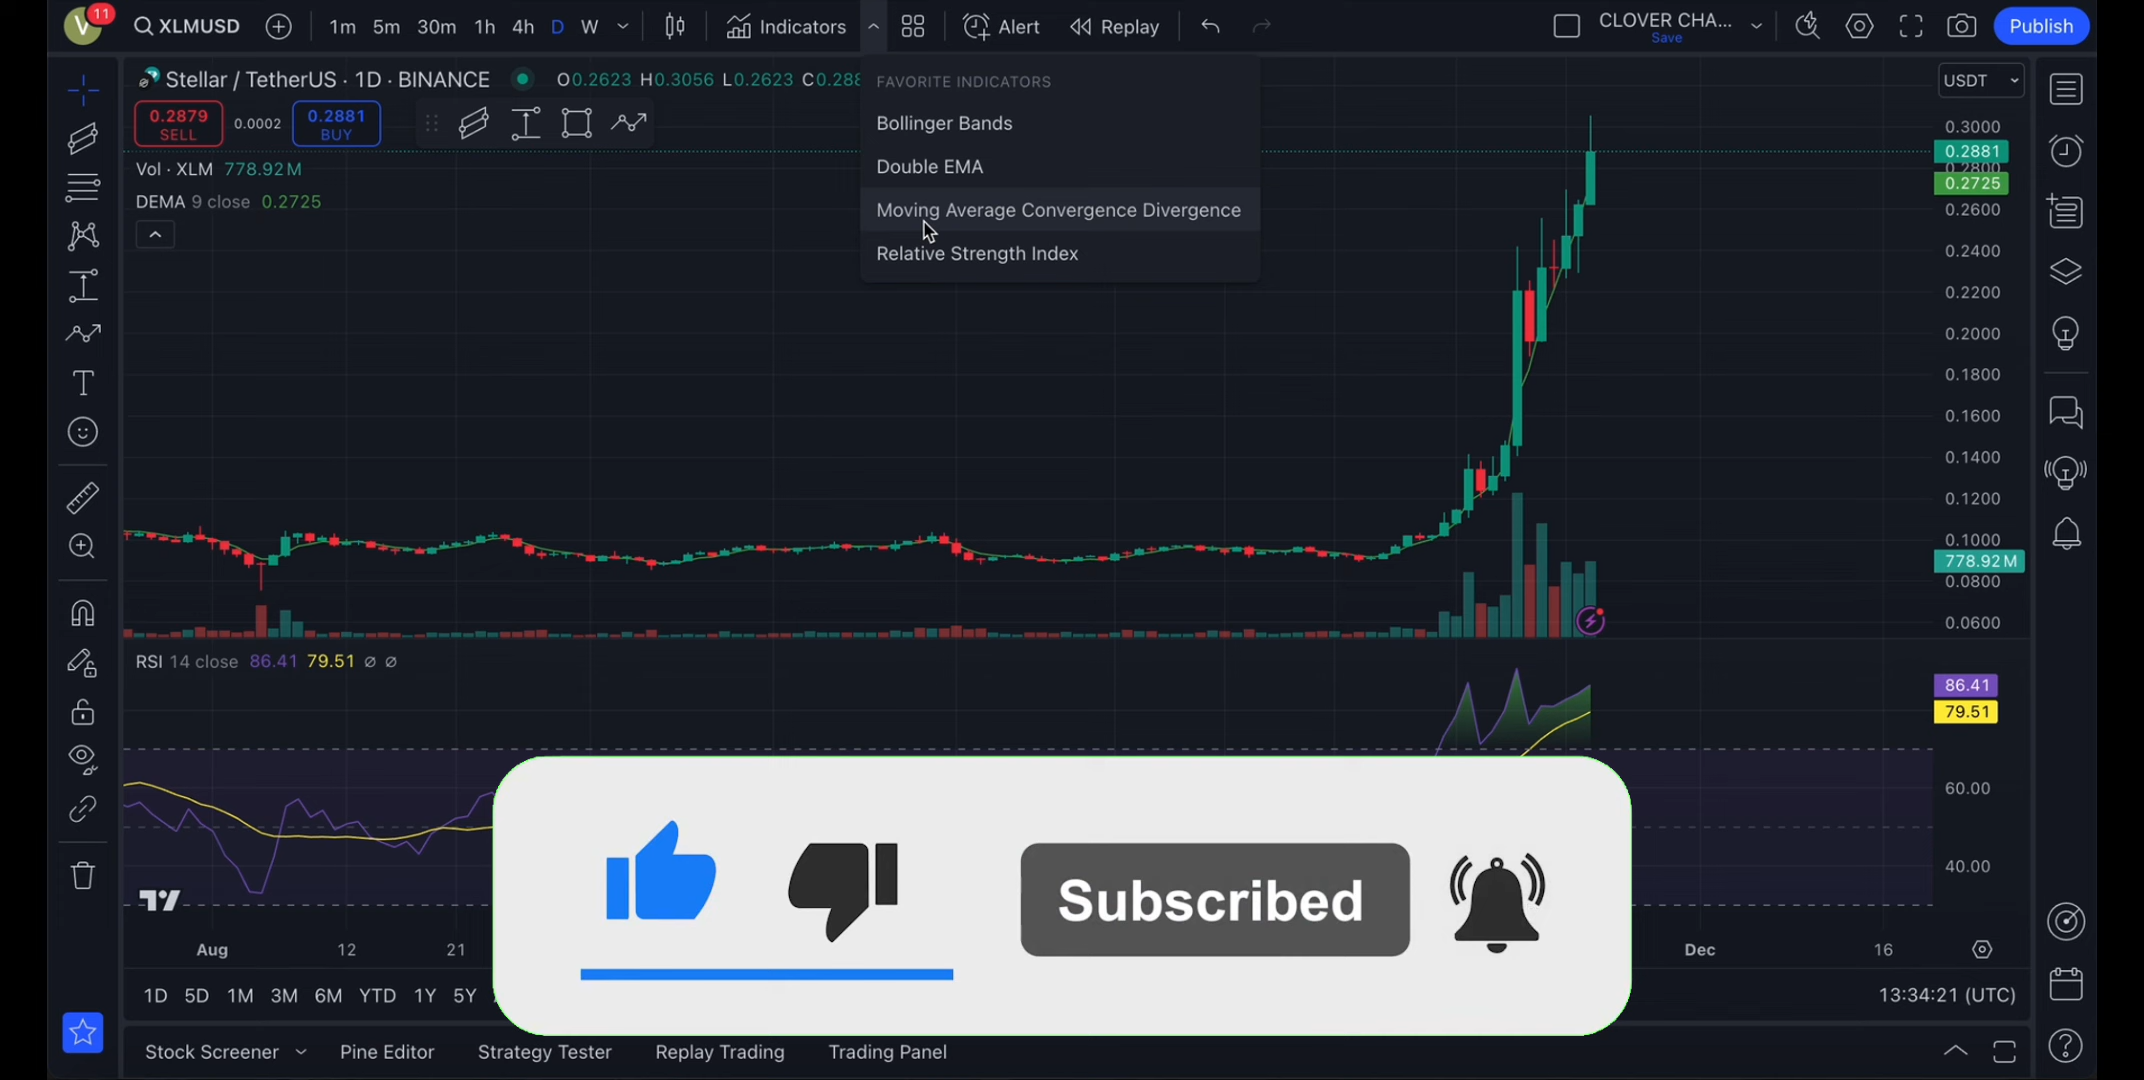 V 11 XLMUSD 1m 5m 30m 1h 4h D W Indicators Alert Replay CLOVER CHA... Save Publish
Stellar / TetherUS · 1D · BINANCE O0.2623 H0.3056 L0.2623 C0.288
FAVORITE INDICATORS
Bollinger Bands
Double EMA
Moving Average Convergence Divergence
Relative Strength Index
0.2879 SELL 0.0002 0.2881 BUY
Vol · XLM 778.92M
DEMA 9 close 0.2725
USDT
0.3000
0.2881
0.2800
0.2725
0.2600
0.2400
0.2200
0.2000
0.1800
0.1600
0.1400
0.1200
0.1000
778.92M
0.0800
0.0600
RSI 14 close 86.41 79.51 ∅ ∅
86.41
79.51
60.00
40.00
Subscribed
Aug 12 21 Dec 16
1D 5D 1M 3M 6M YTD 1Y 5Y 13:34:21 (UTC)
Stock Screener Pine Editor Strategy Tester Replay Trading Trading Panel